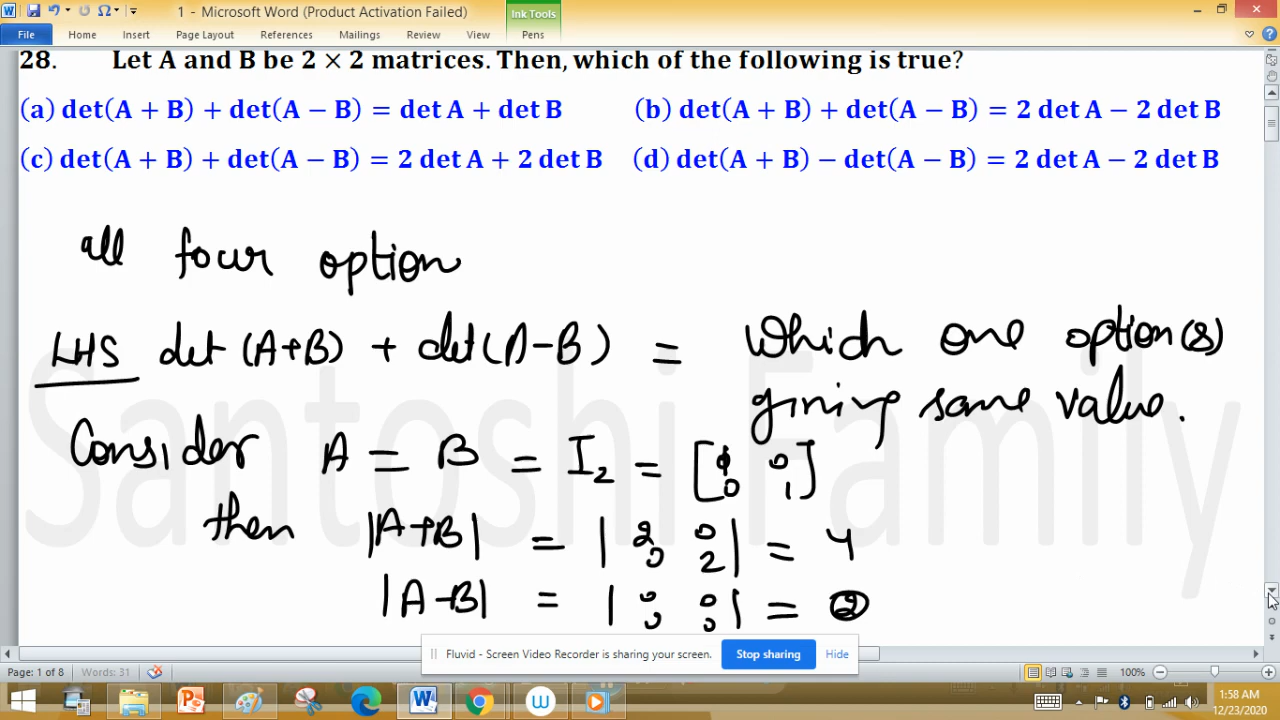 1 - Microsoft Word (Product Activation Failed)
Ink Tools
File Home Insert Page Layout References Mailings Review View Pens
28. Let A and B be 2 × 2 matrices. Then, which of the following is true?
(a) det(A + B) + det(A − B) = det A + det B (b) det(A + B) + det(A − B) = 2 det A − 2 det B
(c) det(A + B) + det(A − B) = 2 det A + 2 det B (d) det(A + B) − det(A − B) = 2 det A − 2 det B
all four option
LHS det (A+B) + det(A-B) = Which one option(s)
giving same value.
Consider A = B = I₂ = [1 0
0 1]
then |A+B| = |2 0
0 2| = 4
|A-B| = |0 0
0 0| =
Santoshi Family
Fluvid - Screen Video Recorder is sharing your screen. Stop sharing Hide
Page: 1 of 8 Words: 31 100%
1:58 AM
12/23/2020